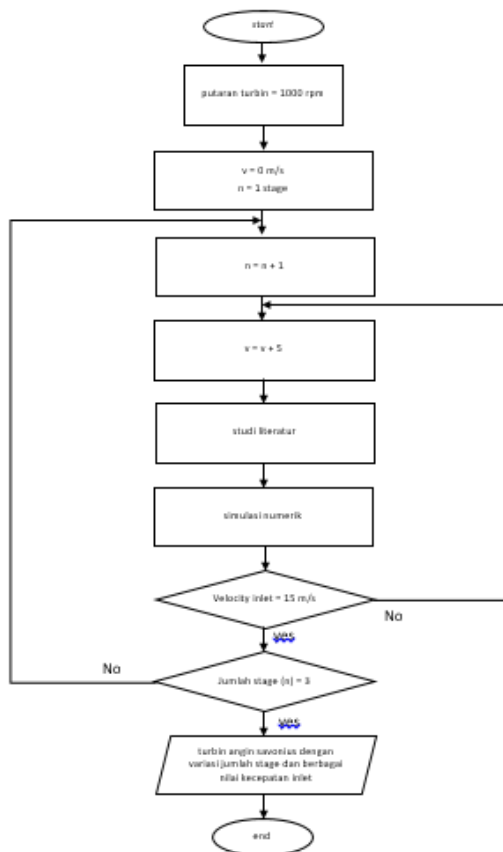 start
putaran turbin = 1000 rpm
v = 0 m/s
n = 1 stage
n = n + 1
v = v + 5
studi literatur
simulasi numerik
Velocity inlet = 15 m/s
No
yes
No
Jumlah stage (n) = 3
yes
turbin angin savonius dengan
variasi jumlah stage dan berbagai
nilai kecepatan inlet
end